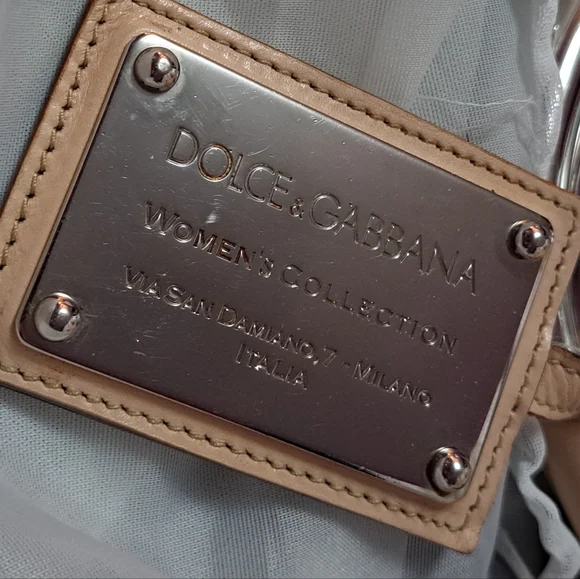 DOLCE & GABBANA
WOMEN'S COLLECTION
VIA SAN DAMIANO, 7 - MILANO
ITALIA